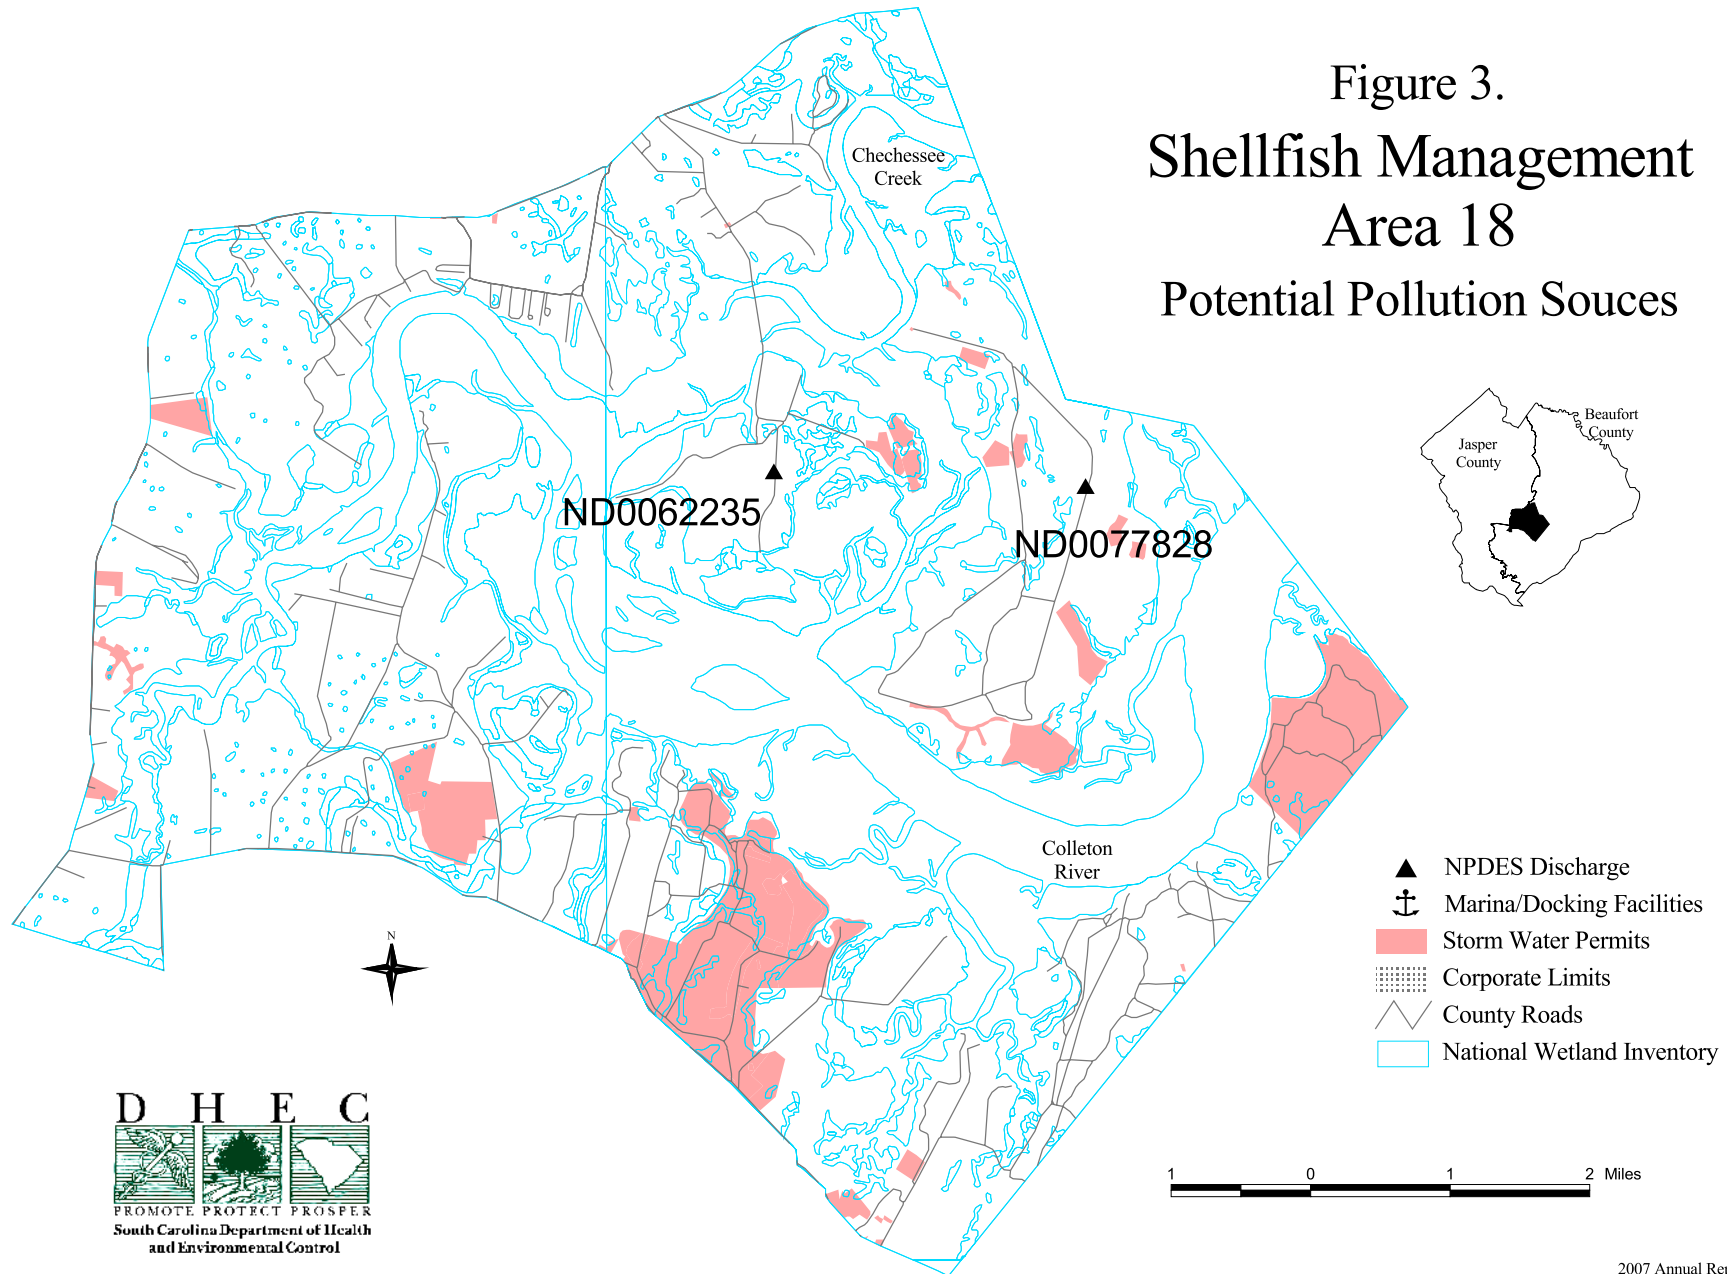 Figure 3.
Shellfish Management
Area 18
Potential Pollution Souces
Chechessee
Creek
Beaufort
County
Jasper
County
ND0062235
ND0077828
Colleton
River
NPDES Discharge
Marina/Docking Facilities
Storm Water Permits
Corporate Limits
County Roads
National Wetland Inventory
N
D H E C
PROMOTE PROTECT PROSPER
South Carolina Department of Health
and Environmental Control
1 0 1 2 Miles
2007 Annual